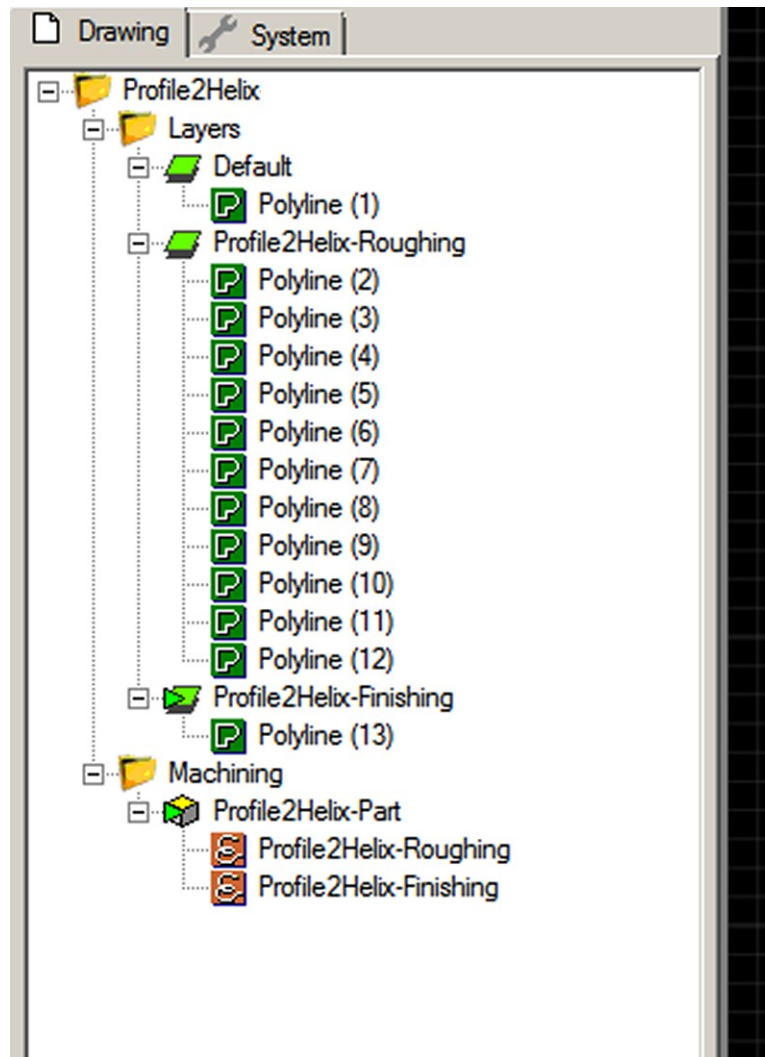 Drawing System
Profile2Helix
Layers
Default
Polyline (1)
Profile2Helix-Roughing
Polyline (2)
Polyline (3)
Polyline (4)
Polyline (5)
Polyline (6)
Polyline (7)
Polyline (8)
Polyline (9)
Polyline (10)
Polyline (11)
Polyline (12)
Profile2Helix-Finishing
Polyline (13)
Machining
Profile2Helix-Part
Profile2Helix-Roughing
Profile2Helix-Finishing